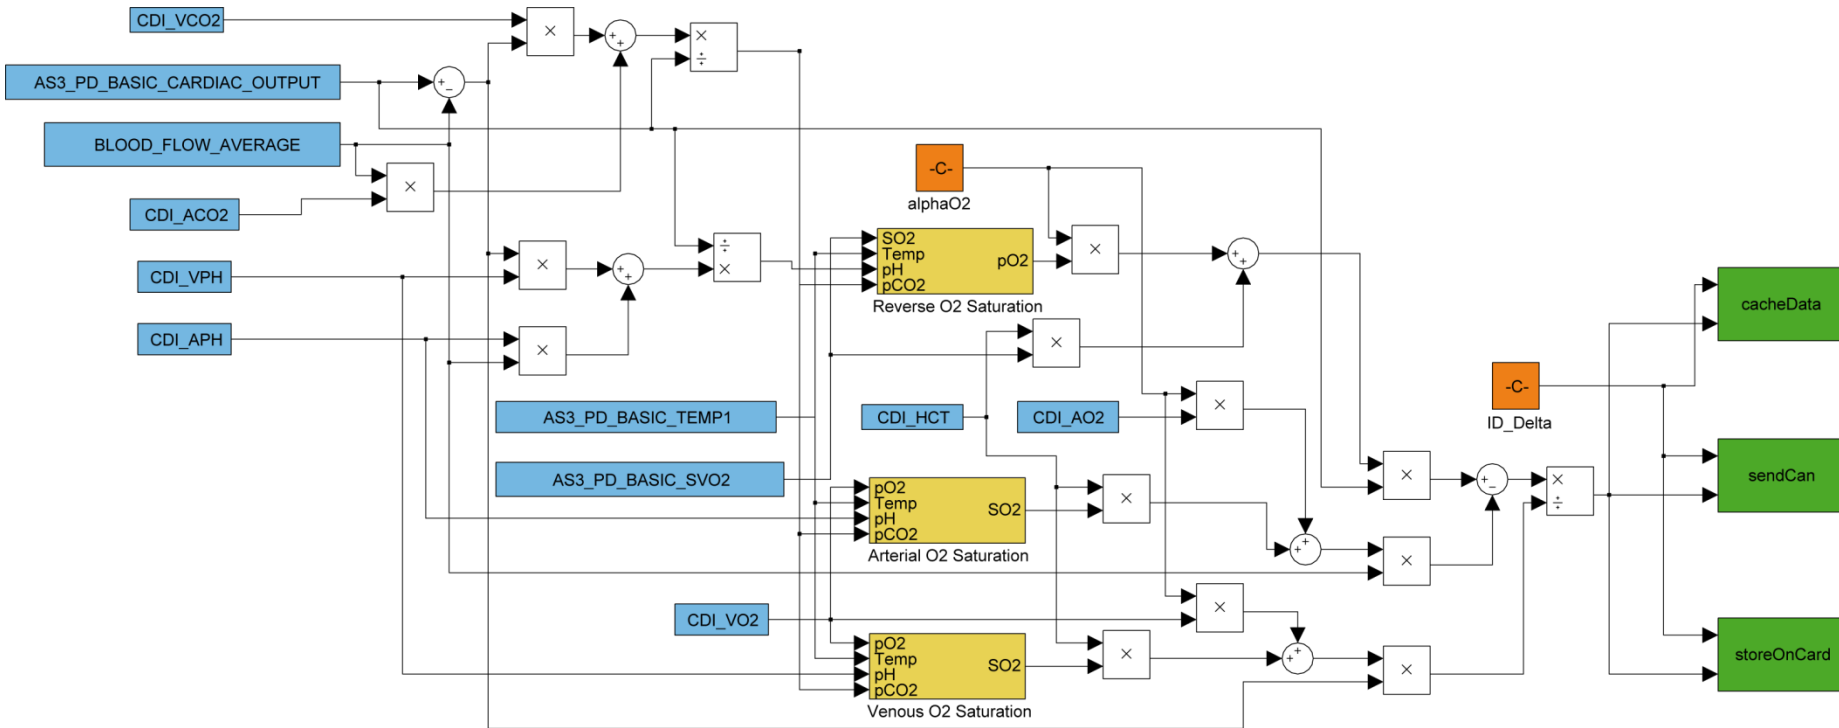 CDI_VCO2
AS3_PD_BASIC_CARDIAC_OUTPUT
BLOOD_FLOW_AVERAGE
CDI_ACO2
CDI_VPH
CDI_APH
× 
+
+
×
÷
+
−
×
×
+
+
÷
×
×
-C-
alphaO2
SO2
Temp
pH
pCO2
pO2
Reverse O2 Saturation
×
+
+
×
AS3_PD_BASIC_TEMP1
AS3_PD_BASIC_SVO2
CDI_HCT
CDI_AO2
×
pO2
Temp
pH
pCO2
SO2
Arterial O2 Saturation
×
+
+
CDI_VO2
×
pO2
Temp
pH
pCO2
SO2
Venous O2 Saturation
×
+
+
×
×
×
+
−
×
÷
-C-
ID_Delta
cacheData
sendCan
storeOnCard